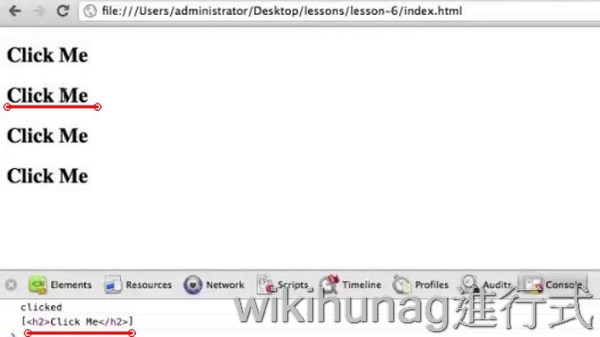 file:///Users/administrator/Desktop/lessons/lesson-6/index.html
Click Me
Click Me
Click Me
Click Me
Elements Resources Network Scripts Timeline Profiles Audits Console
clicked
[<h2>Click Me</h2>]
wikihunag進行式